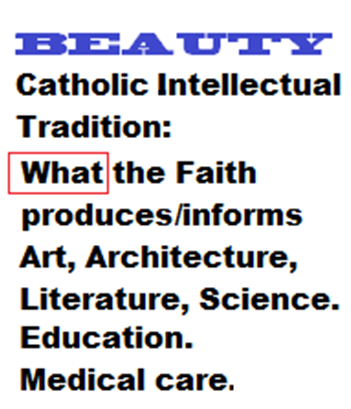 BEAUTY
Catholic Intellectual
Tradition:
What the Faith
produces/informs
Art, Architecture,
Literature, Science.
Education.
Medical care.